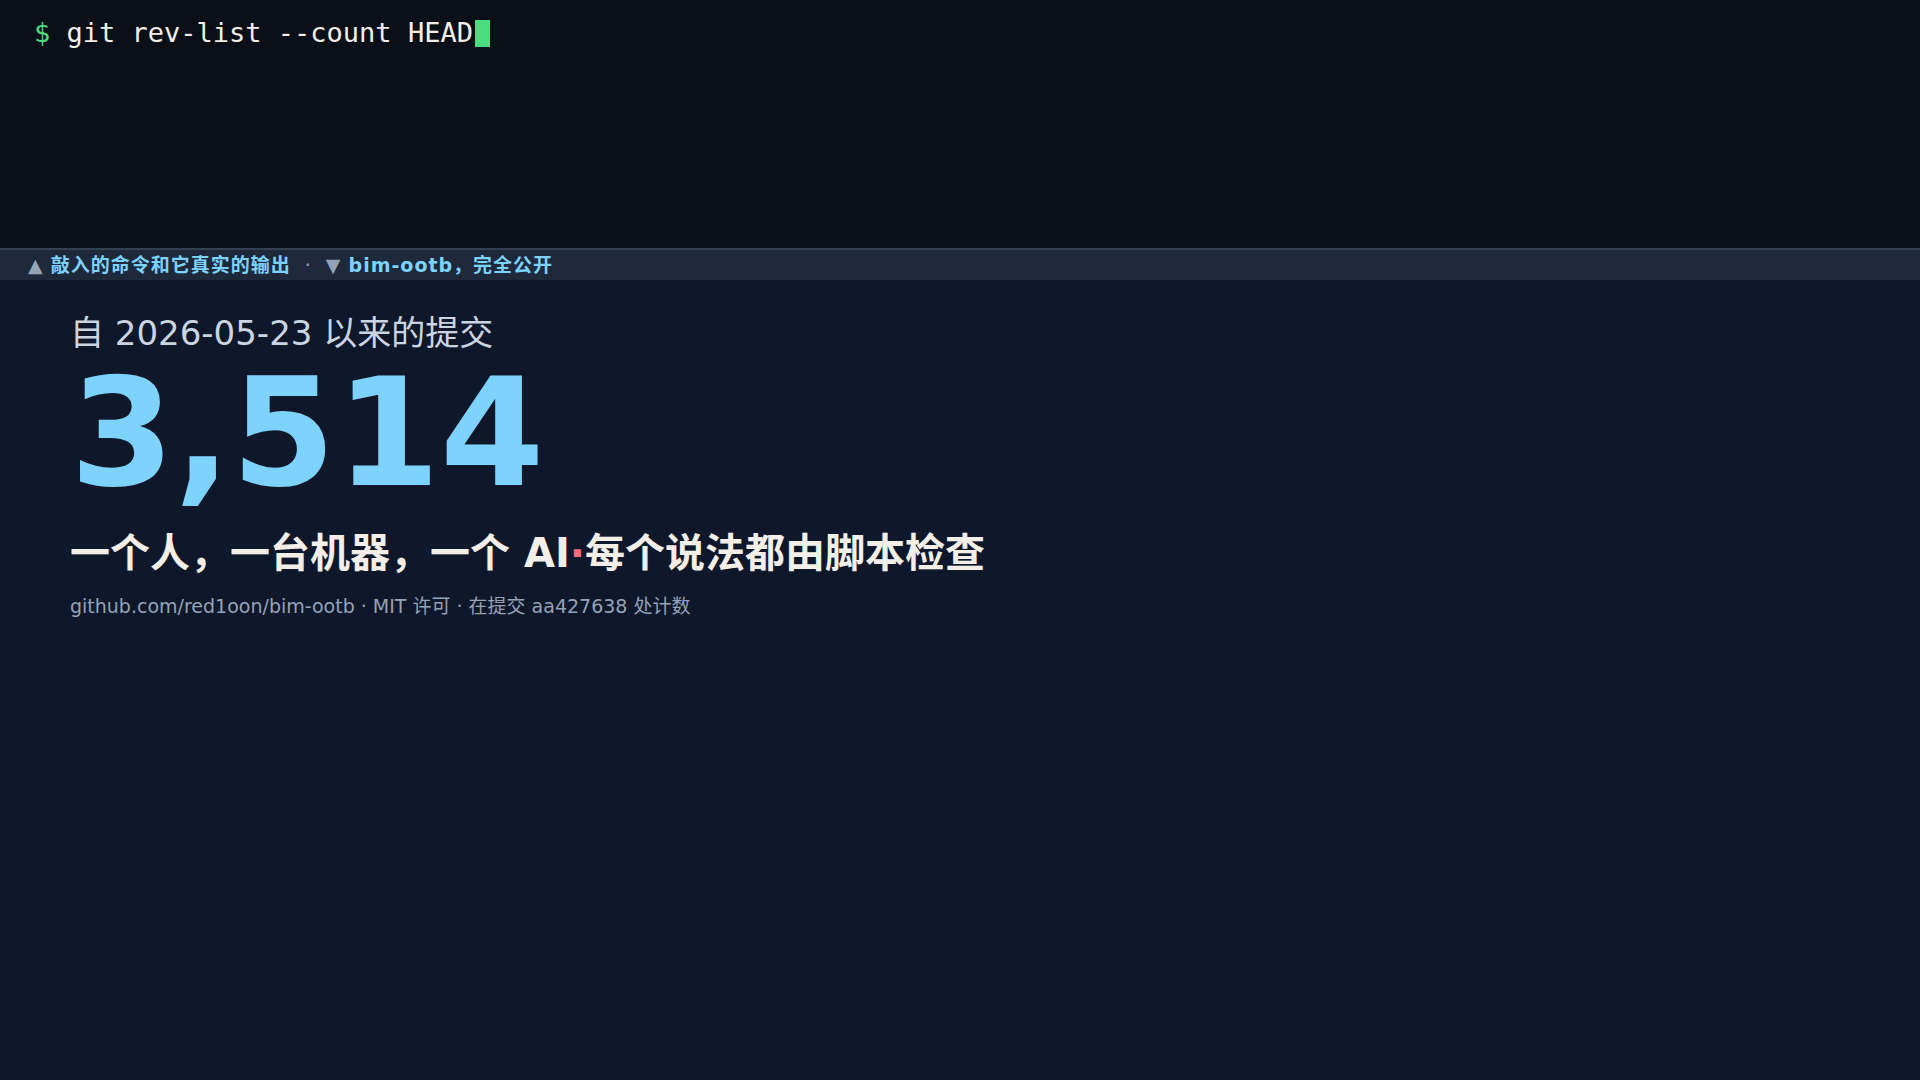 $ git rev-list --count HEAD
▲ 敲入的命令和它真实的输出 · ▼ bim-ootb，完全公开
自 2026-05-23 以来的提交
3,514
一个人，一台机器，一个 AI·每个说法都由脚本检查
github.com/red1oon/bim-ootb · MIT 许可 · 在提交 aa427638 处计数